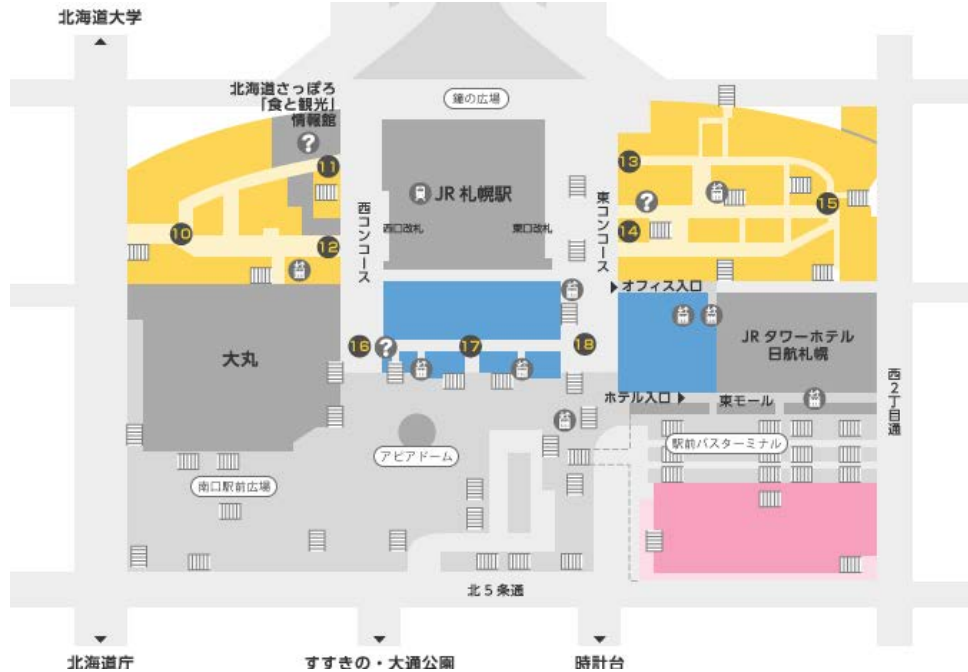 北海道大学
北海道さっぽろ
「食と観光」
情報館
鐘の広場
?
11
13
JR 札幌駅
?
15
10
西コンコース
西口改札
東口改札
東コンコース
14
12
オフィス入口
16
?
17
18
大丸
JR タワーホテル
日航札幌
ホテル入口
東モール
西2丁目通
アピアドーム
駅前バスターミナル
南口駅前広場
北5条通
北海道庁
すすきの・大通公園
時計台